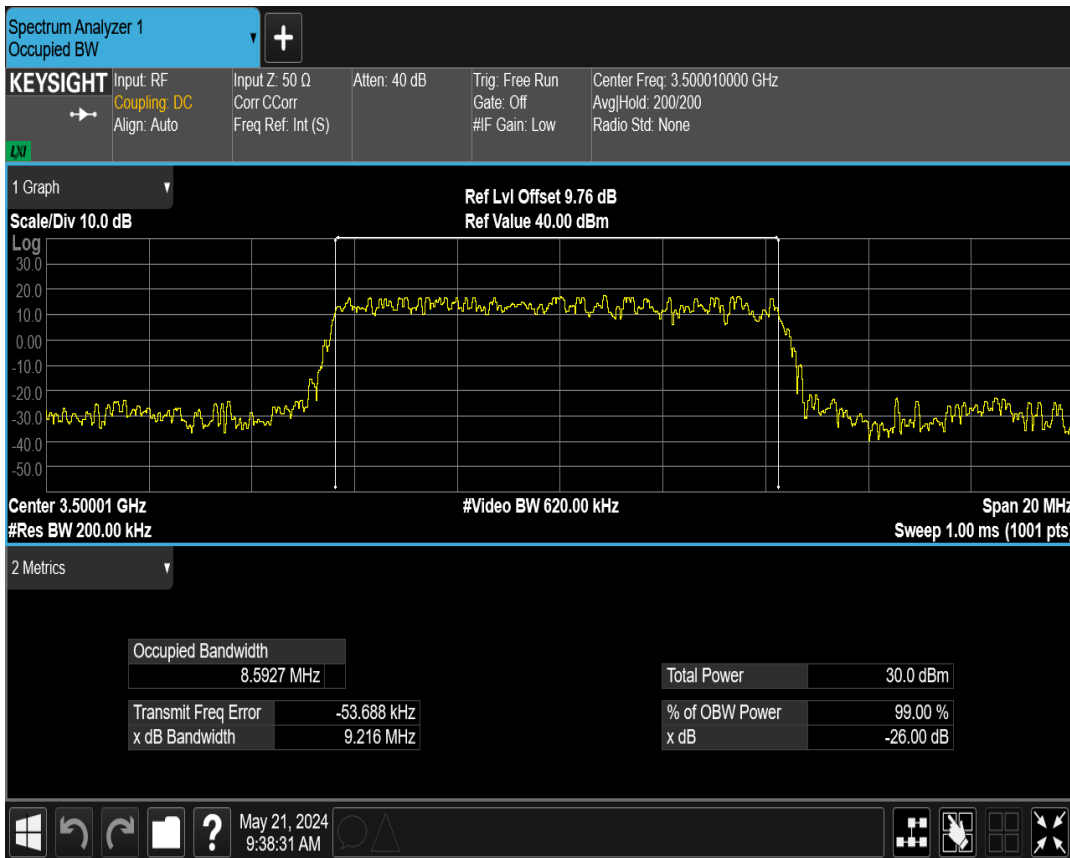 Spectrum Analyzer 1
Occupied BW
+
KEYSIGHT
LXI
Input: RF
Coupling: DC
Align: Auto
Input Z: 50 Ω
Corr CCorr
Freq Ref: Int (S)
Atten: 40 dB
Trig: Free Run
Gate: Off
#IF Gain: Low
Center Freq: 3.500010000 GHz
Avg|Hold: 200/200
Radio Std: None
1 Graph
Scale/Div 10.0 dB
Ref Lvl Offset 9.76 dB
Ref Value 40.00 dBm
Log
30.0
20.0
10.0
0.00
-10.0
-20.0
-30.0
-40.0
-50.0
Center 3.50001 GHz
#Video BW 620.00 kHz
Span 20 MHz
#Res BW 200.00 kHz
Sweep 1.00 ms (1001 pts)
2 Metrics
Occupied Bandwidth
8.5927 MHz
Transmit Freq Error -53.688 kHz
x dB Bandwidth 9.216 MHz
Total Power 30.0 dBm
% of OBW Power 99.00 %
x dB -26.00 dB
?
May 21, 2024
9:38:31 AM